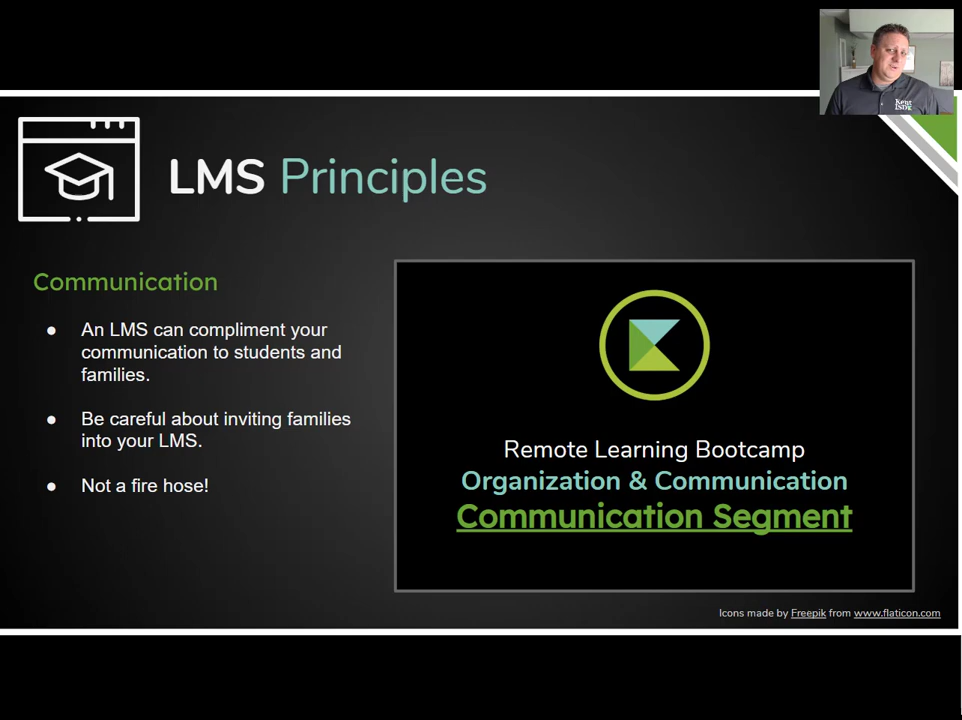 Kent
LMS Principles
Communication
● An LMS can compliment your
communication to students and
families.
● Be careful about inviting families
into your LMS.
● Not a fire hose!
Remote Learning Bootcamp
Organization & Communication
Communication Segment
Icons made by Freepik from www.flaticon.com